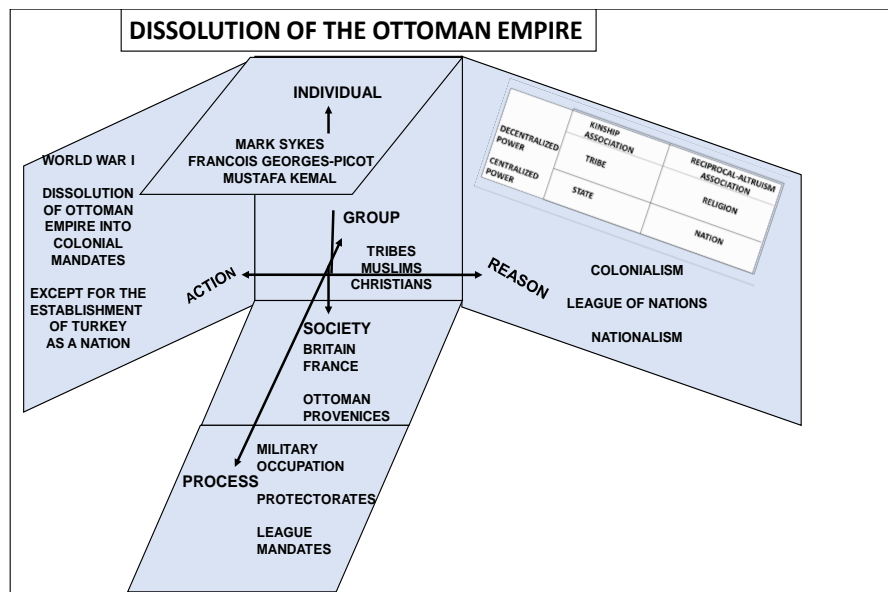 DISSOLUTION OF THE OTTOMAN EMPIRE
INDIVIDUAL
MARK SYKES
FRANCOIS GEORGES-PICOT
MUSTAFA KEMAL
WORLD WAR I
DISSOLUTION
OF OTTOMAN
EMPIRE INTO
COLONIAL
MANDATES
EXCEPT FOR THE
ESTABLISHMENT
OF TURKEY
AS A NATION
ACTION
GROUP
TRIBES
MUSLIMS
CHRISTIANS
REASON
KINSHIP
ASSOCIATION
RECIPROCAL-ALTRUISM
ASSOCIATION
DECENTRALIZED
POWER
TRIBE
RELIGION
CENTRALIZED
POWER
STATE
NATION
COLONIALISM
LEAGUE OF NATIONS
NATIONALISM
SOCIETY
BRITAIN
FRANCE
OTTOMAN
PROVENICES
PROCESS
MILITARY
OCCUPATION
PROTECTORATES
LEAGUE
MANDATES